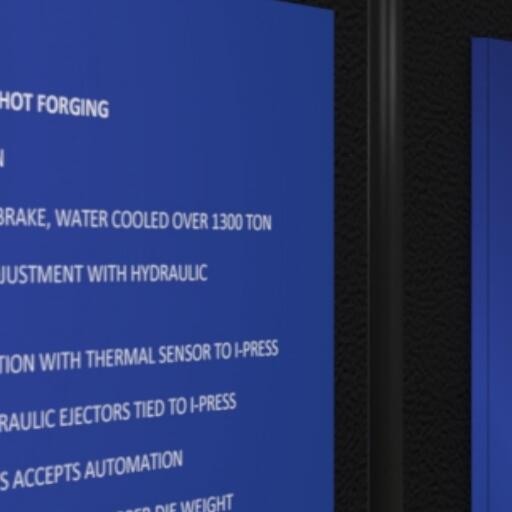 HOT FORGING
N
BRAKE, WATER COOLED OVER 1300 TON
JUSTMENT WITH HYDRAULIC
TION WITH THERMAL SENSOR TO I-PRESS
RAULIC EJECTORS TIED TO I-PRESS
S ACCEPTS AUTOMATION
DIE WEIGHT